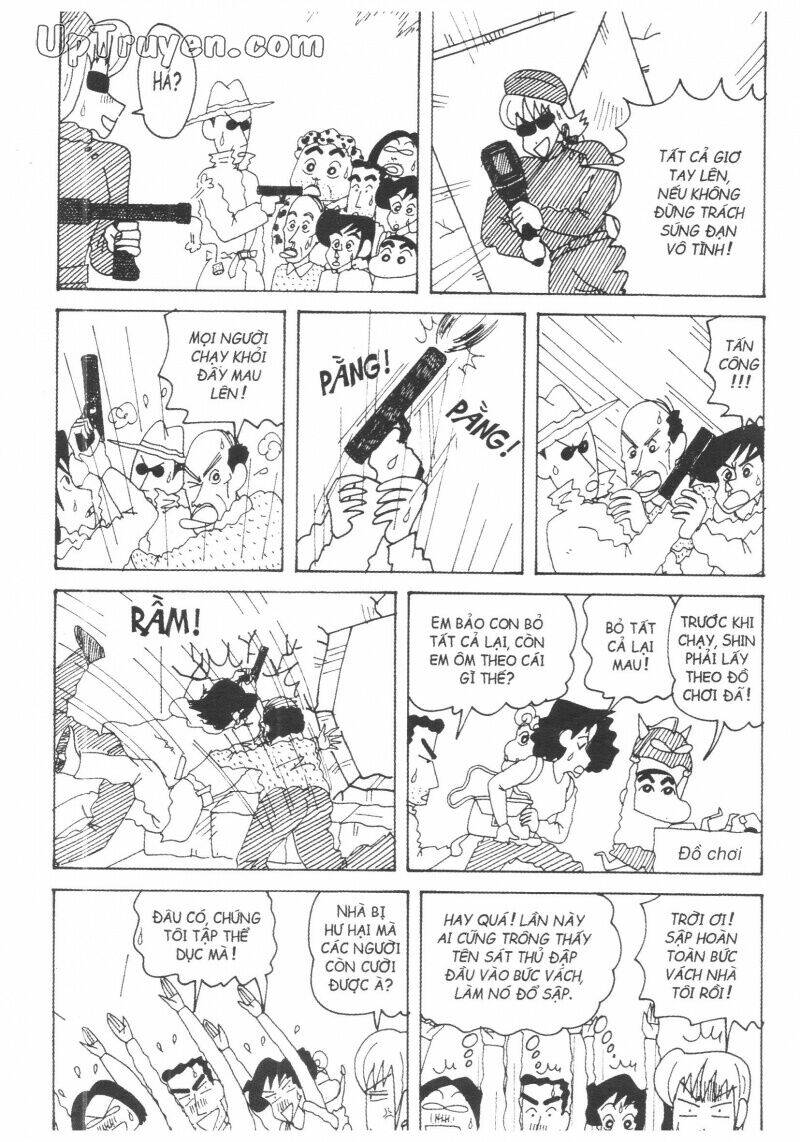 UpTruyen.com
TẤT CẢ GIƠ
TAY LÊN,
NẾU KHÔNG
ĐỪNG TRÁCH
SÚNG ĐẠN
VÔ TÌNH!
HẢ?
TẤN
CÔNG
!!!
PẰNG!
PẰNG!
MỌI NGƯỜI
CHẠY KHỎI
ĐÂY MAU
LÊN!
TRƯỚC KHI
CHẠY, SHIN
PHẢI LẤY
THEO ĐỒ
CHƠI ĐÃ!
BỎ TẤT
CẢ LẠI
MAU!
EM BẢO CON BỎ
TẤT CẢ LẠI, CÒN
EM ÔM THEO CÁI
GÌ THẾ?
Đồ chơi
RẦM!
TRỜI ƠI!
SẬP HOÀN
TOÀN BỨC
VÁCH NHÀ
TÔI RỒI!
HAY QUÁ! LẦN NÀY
AI CŨNG TRÔNG THẤY
TÊN SÁT THỦ ĐẬP
ĐẦU VÀO BỨC VÁCH,
LÀM NÓ ĐỔ SẬP.
NHÀ BỊ
HƯ HẠI MÀ
CÁC NGƯỜI
CÒN CƯỜI
ĐƯỢC À?
ĐÂU CÓ, CHÚNG
TÔI TẬP THỂ
DỤC MÀ!